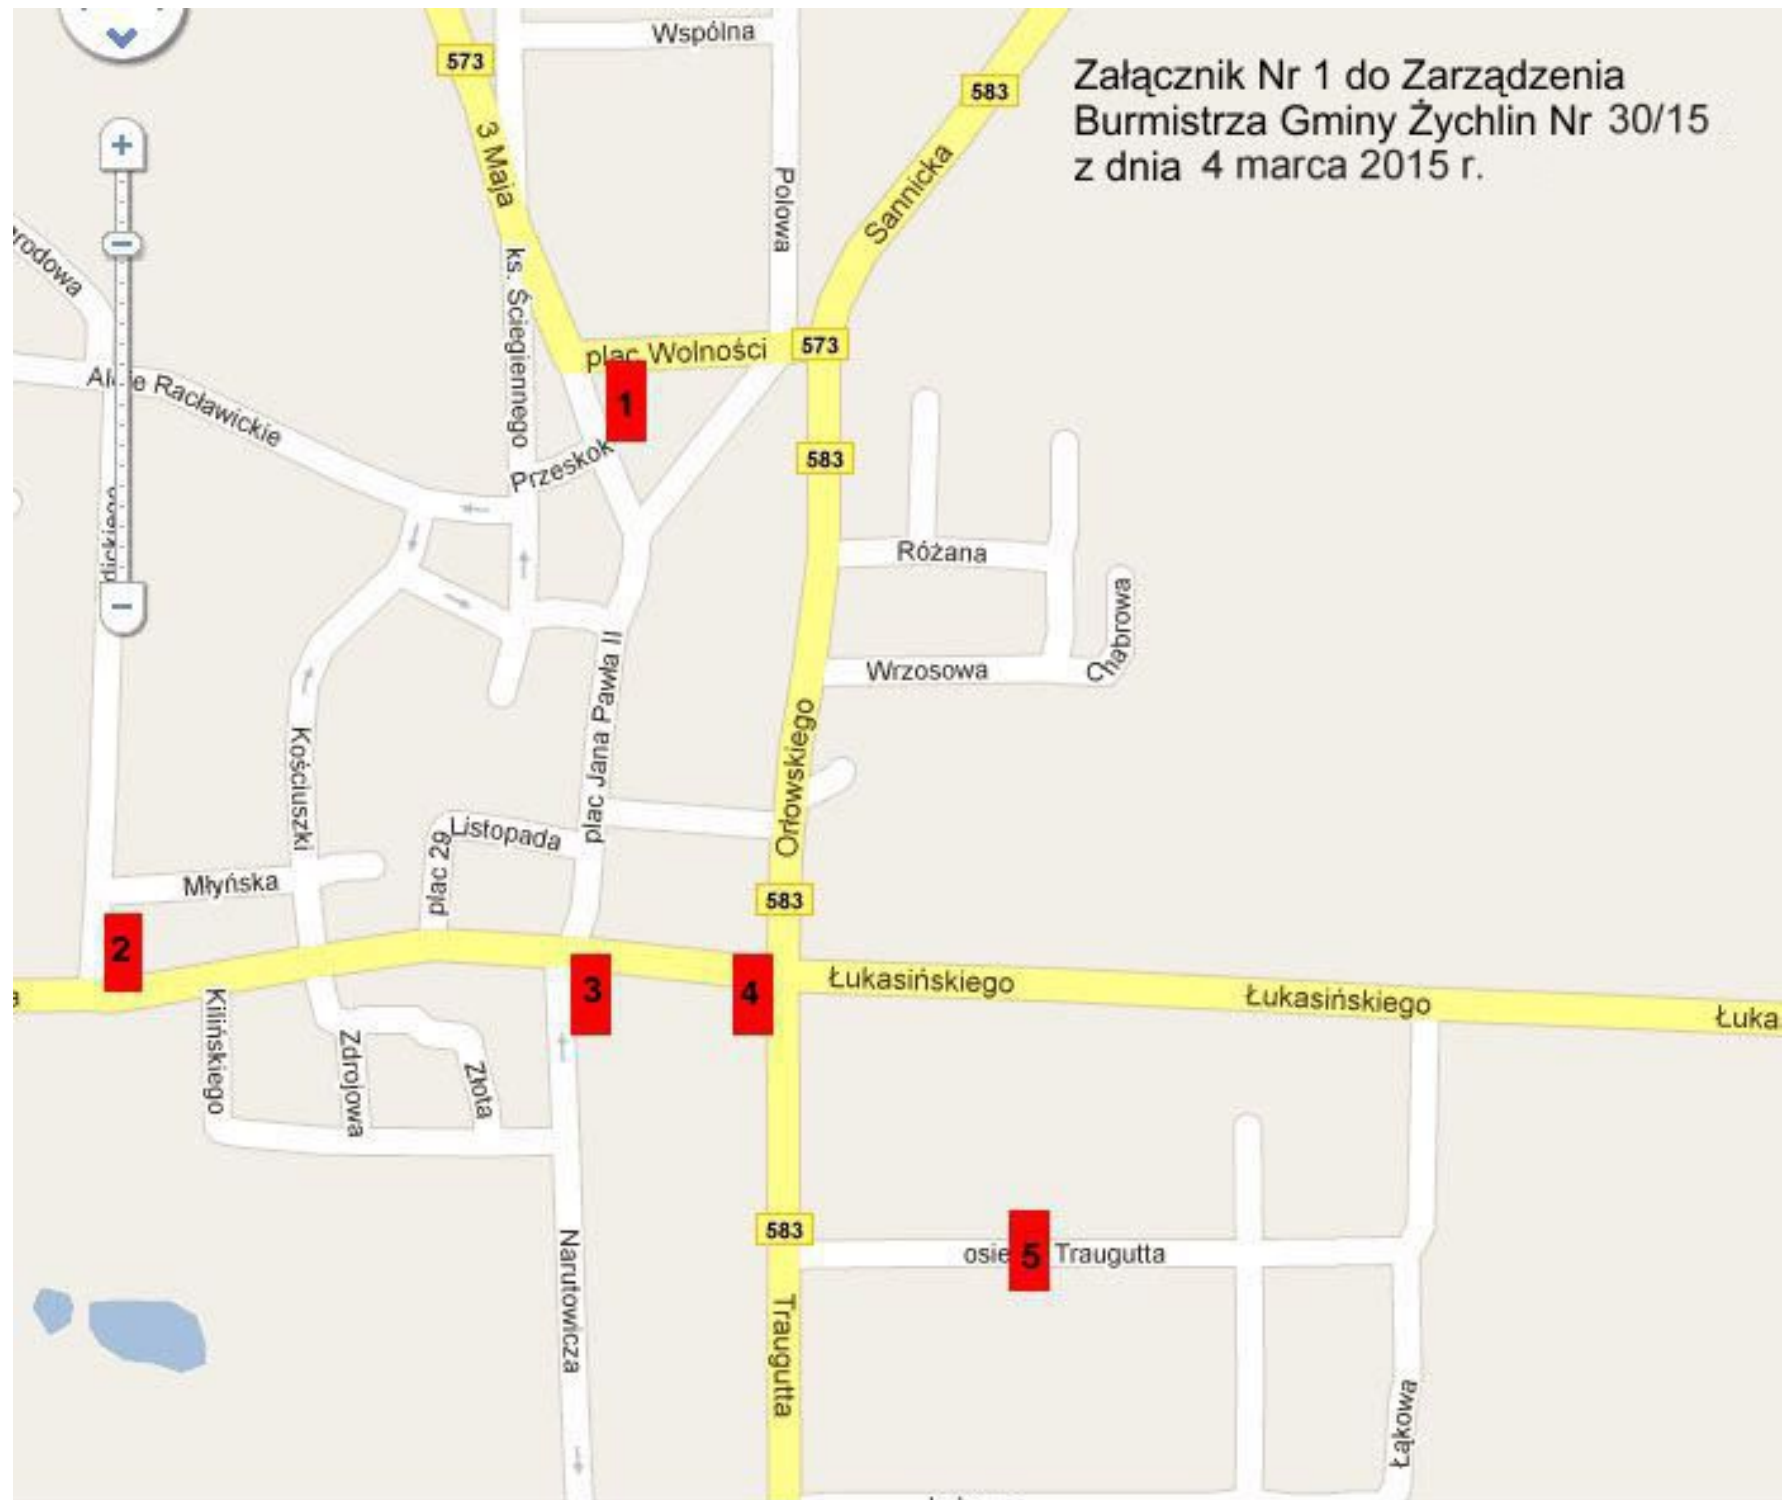 Załącznik Nr 1 do Zarządzenia
Burmistrza Gminy Żychlin Nr 30/15
z dnia 4 marca 2015 r.
Wspólna
573
583
3 Maja
Polowa
Sannicka
ks. Ściegiennego
plac Wolności
573
Aleje Racławickie
1
583
Przeskok
Różana
Chabrowa
Wrzosowa
plac Jana Pawła II
Kościuszki
Orłowskiego
plac 29
Listopada
Młyńska
583
2
3
4
Łukasińskiego
Łukasińskiego
Łuka
Kilińskiego
Zdrojowa
Złota
583
Narutowicza
5
Traugutta
Traugutta
Łąkowa